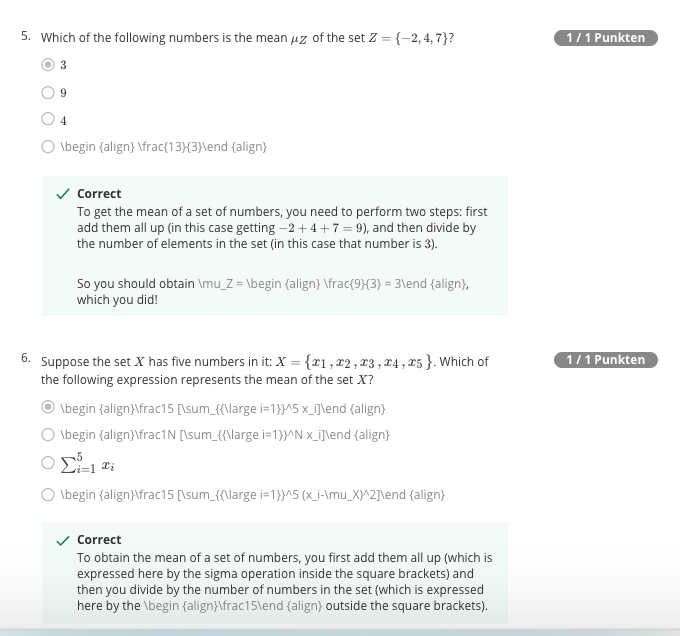 5. Which of the following numbers is the mean μZ of the set Z = {−2, 4, 7}?
1 / 1 Punkten
3
9
4
\begin {align} \frac{13}{3}\end {align}
Correct
To get the mean of a set of numbers, you need to perform two steps: first
add them all up (in this case getting −2 + 4 + 7 = 9), and then divide by
the number of elements in the set (in this case that number is 3).
So you should obtain \mu_Z = \begin {align} \frac{9}{3} = 3\end {align},
which you did!
6. Suppose the set X has five numbers in it: X = {x1, x2, x3, x4, x5}. Which of
the following expression represents the mean of the set X?
1 / 1 Punkten
\begin {align}\frac15 [\sum_{{\large i=1}}^5 x_i]\end {align}
\begin {align}\frac1N [\sum_{{\large i=1}}^N x_i]\end {align}
∑5i=1 xi
\begin {align}\frac15 [\sum_{{\large i=1}}^5 (x_i-\mu_X)^2]\end {align}
Correct
To obtain the mean of a set of numbers, you first add them all up (which is
expressed here by the sigma operation inside the square brackets) and
then you divide by the number of numbers in the set (which is expressed
here by the \begin {align}\frac15\end {align} outside the square brackets).